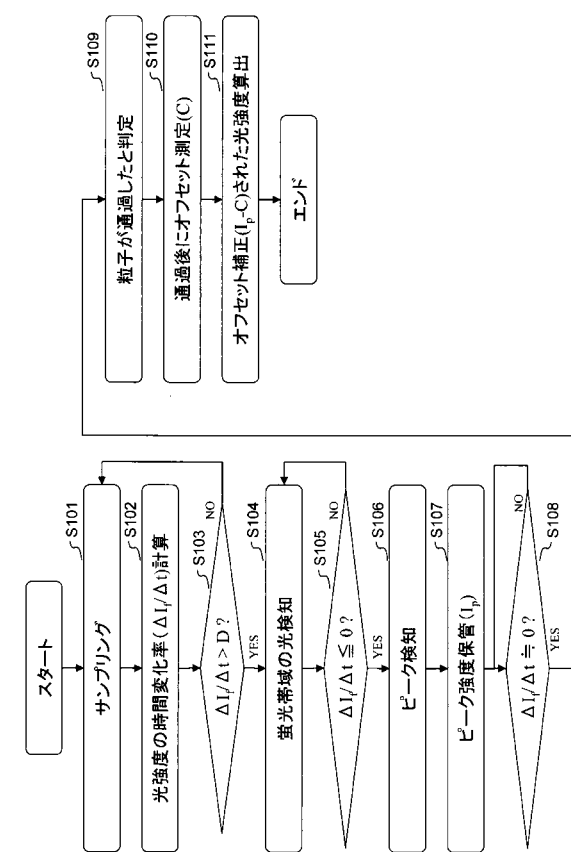 スタート
S101
サンプリング
S102
光強度の時間変化率(ΔIf/Δt)計算
S103
ΔIf/Δt > D?
NO
YES
S104
蛍光帯域の光検知
S105
ΔIf/Δt ≦ 0?
NO
YES
S106
ピーク検知
S107
ピーク強度保管(Ip)
S108
ΔIf/Δt ≒ 0?
NO
YES
S109
粒子が通過したと判定
S110
通過後にオフセット測定(C)
S111
オフセット補正(Ip-C)された光強度算出
エンド